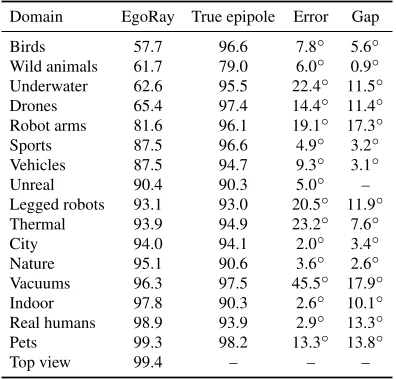 Domain EgoRay True epipole Error Gap
Birds 57.7 96.6 7.8° 5.6°
Wild animals 61.7 79.0 6.0° 0.9°
Underwater 62.6 95.5 22.4° 11.5°
Drones 65.4 97.4 14.4° 11.4°
Robot arms 81.6 96.1 19.1° 17.3°
Sports 87.5 96.6 4.9° 3.2°
Vehicles 87.5 94.7 9.3° 3.1°
Unreal 90.4 90.3 5.0° –
Legged robots 93.1 93.0 20.5° 11.9°
Thermal 93.9 94.9 23.2° 7.6°
City 94.0 94.1 2.0° 3.4°
Nature 95.1 90.6 3.6° 2.6°
Vacuums 96.3 97.5 45.5° 17.9°
Indoor 97.8 90.3 2.6° 10.1°
Real humans 98.9 93.9 2.9° 13.3°
Pets 99.3 98.2 13.3° 13.8°
Top view 99.4 – – –